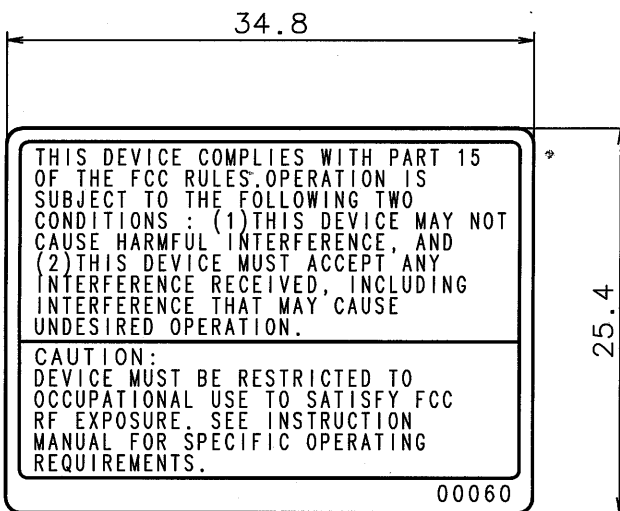 34.8
THIS DEVICE COMPLIES WITH PART 15
OF THE FCC RULES.OPERATION IS
SUBJECT TO THE FOLLOWING TWO
CONDITIONS : (1)THIS DEVICE MAY NOT
CAUSE HARMFUL INTERFERENCE, AND
(2)THIS DEVICE MUST ACCEPT ANY
INTERFERENCE RECEIVED, INCLUDING
INTERFERENCE THAT MAY CAUSE
UNDESIRED OPERATION.
CAUTION:
DEVICE MUST BE RESTRICTED TO
OCCUPATIONAL USE TO SATISFY FCC
RF EXPOSURE. SEE INSTRUCTION
MANUAL FOR SPECIFIC OPERATING
REQUIREMENTS.
00060
25.4